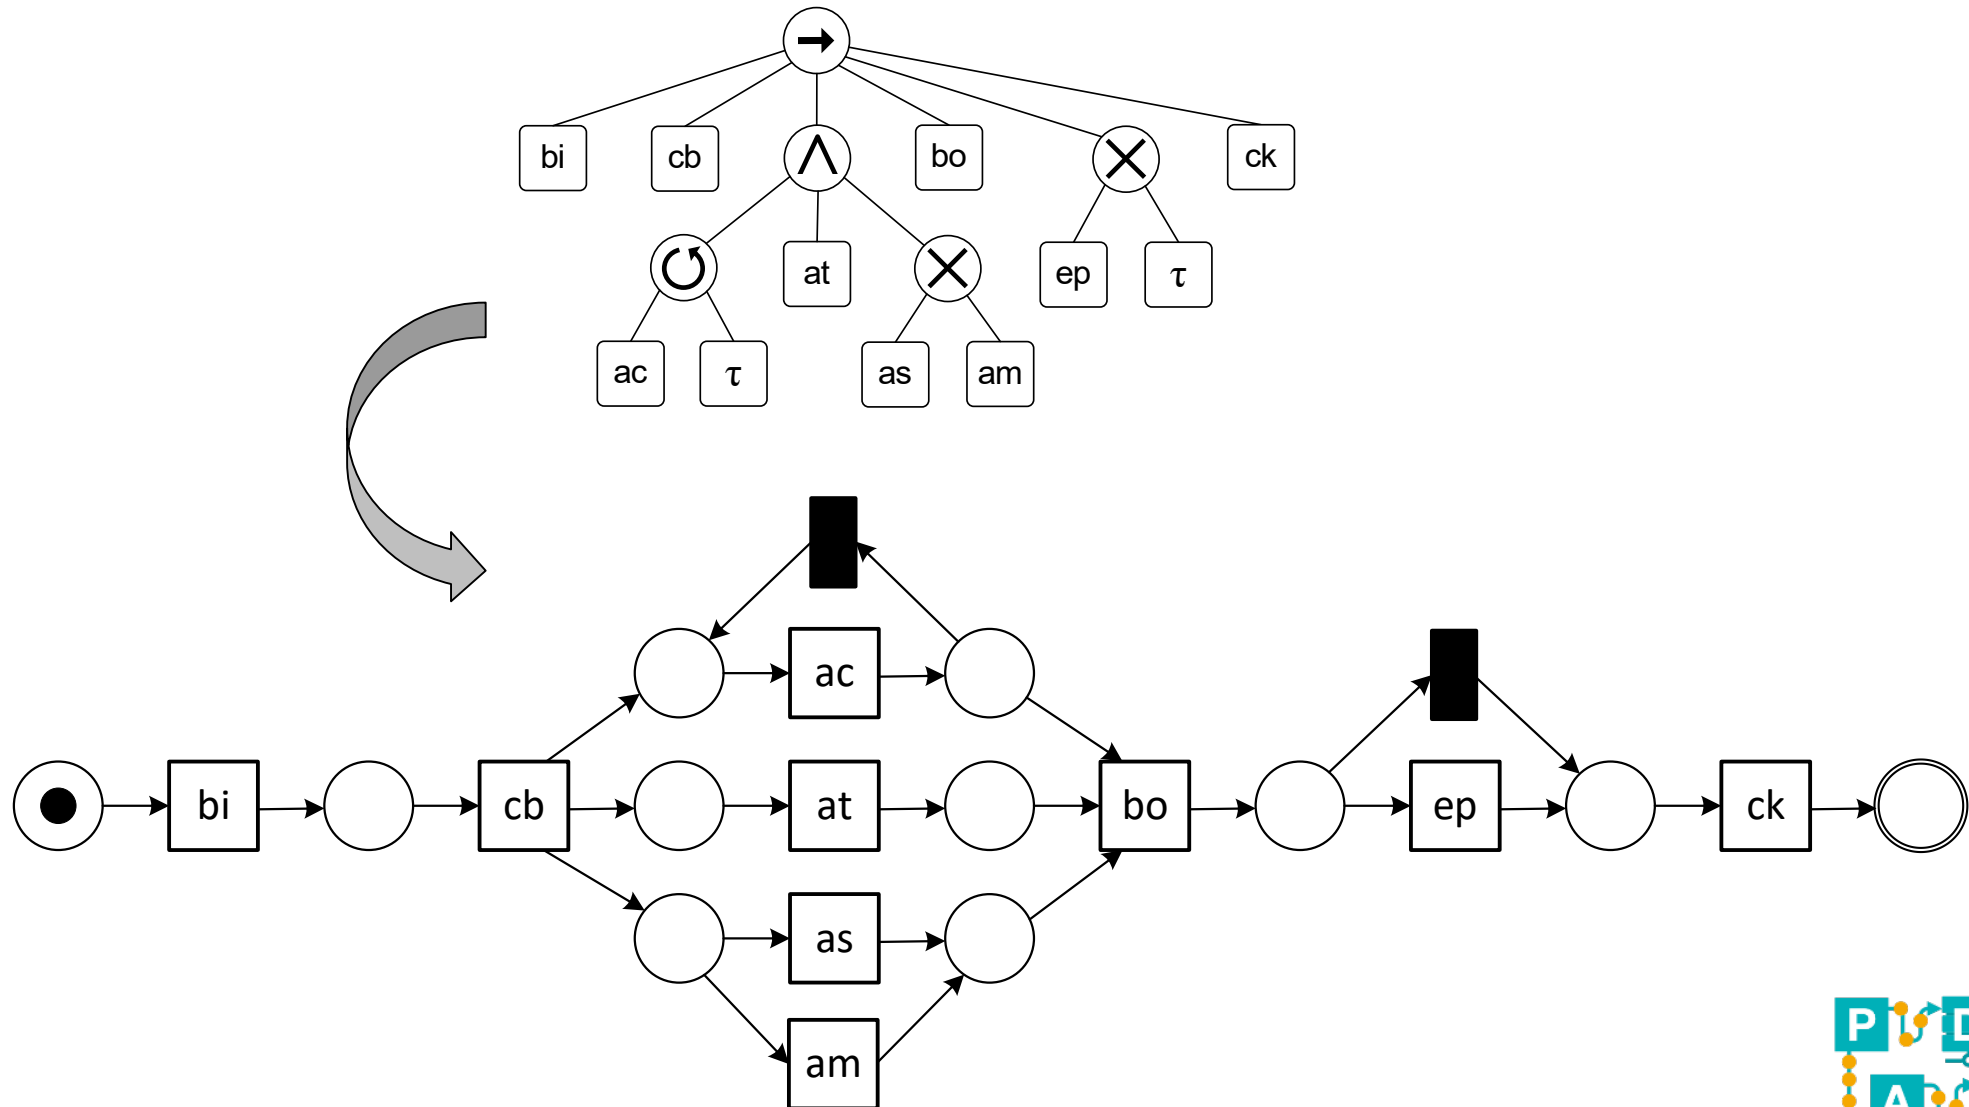 bi cb bo ck
at ep τ
ac τ as am
ac
bi cb at bo ep ck
as
am
P D
A